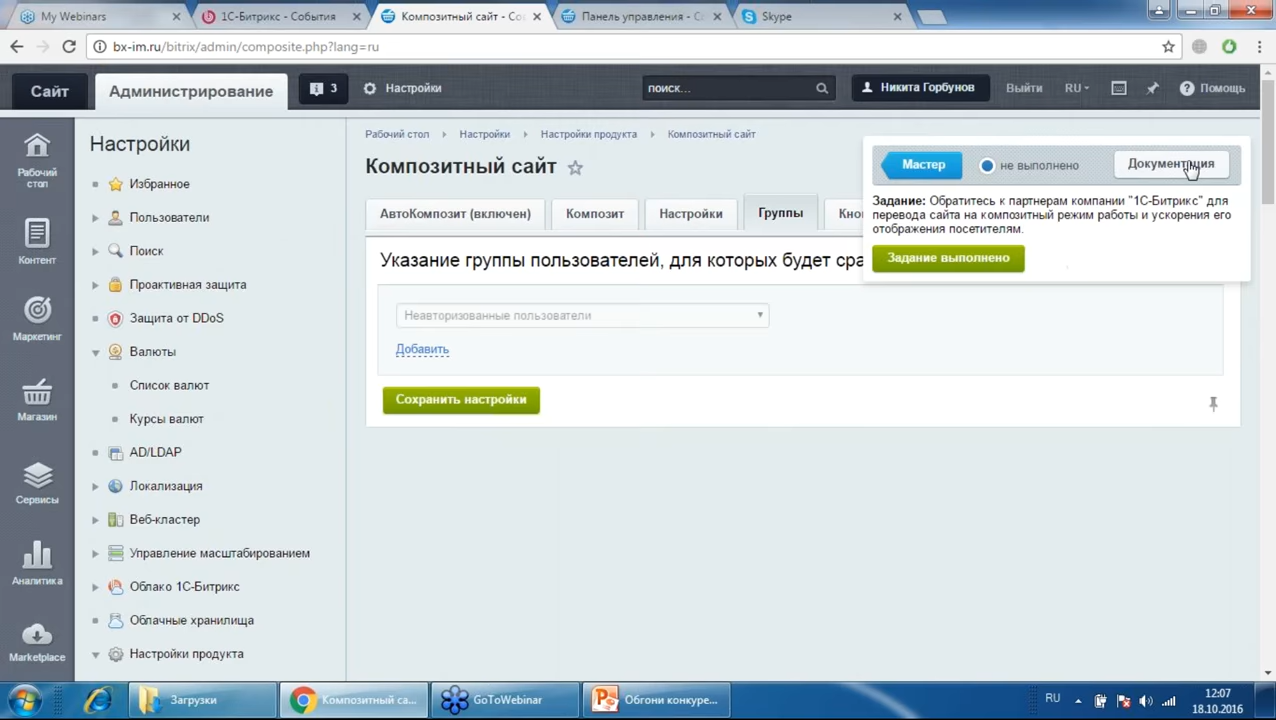 My Webinars
1С-Битрикс - События
Композитный сайт - Со
Панель управления - С
Skype
bx-im.ru/bitrix/admin/composite.php?lang=ru
Сайт
Администрирование
3
Настройки
поиск...
Никита Горбунов
Выйти
RU
Помощь
Рабочий стол
Контент
Маркетинг
Магазин
Сервисы
Аналитика
Marketplace
Настройки
Избранное
Пользователи
Поиск
Проактивная защита
Защита от DDoS
Валюты
Список валют
Курсы валют
AD/LDAP
Локализация
Веб-кластер
Управление масштабированием
Облако 1С-Битрикс
Облачные хранилища
Настройки продукта
Рабочий стол
Настройки
Настройки продукта
Композитный сайт
Композитный сайт
АвтоКомпозит (включен)
Композит
Настройки
Группы
Кно
Указание группы пользователей, для которых будет сра
Неавторизованные пользователи
Добавить
Сохранить настройки
Мастер
не выполнено
Документация
Задание: Обратитесь к партнерам компании "1С-Битрикс" для
перевода сайта на композитный режим работы и ускорения его
отображения посетителям.
Задание выполнено
Загрузки
Композитный са...
GoToWebinar
Обгони конкуре...
RU
12:07
18.10.2016